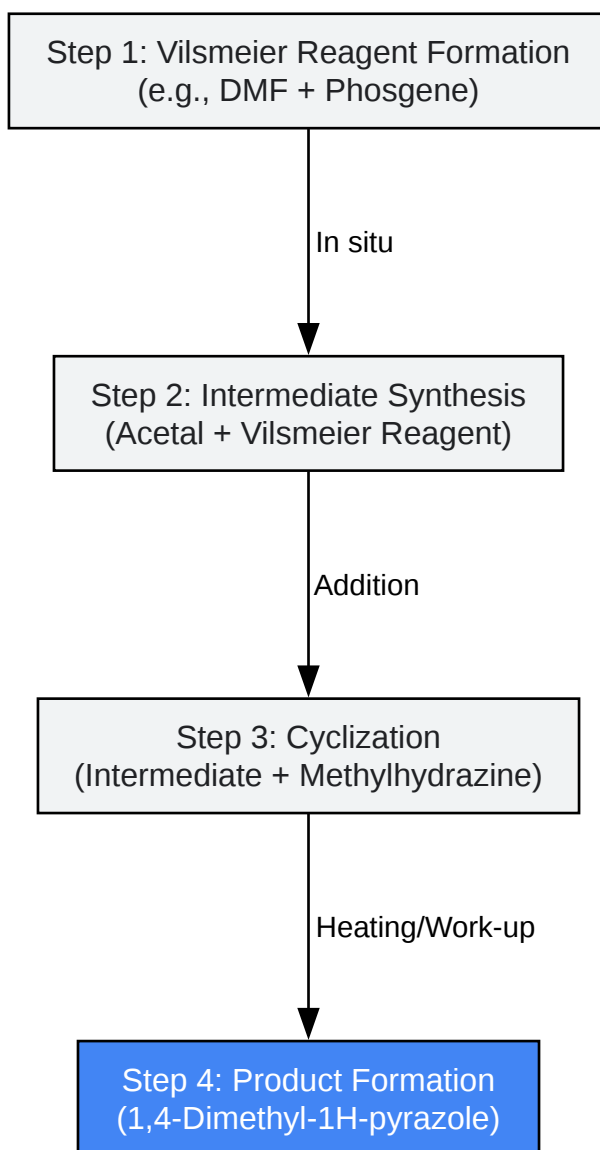 Step 1: Vilsmeier Reagent Formation
(e.g., DMF + Phosgene)
In situ
Step 2: Intermediate Synthesis
(Acetal + Vilsmeier Reagent)
Addition
Step 3: Cyclization
(Intermediate + Methylhydrazine)
Heating/Work-up
Step 4: Product Formation
(1,4-Dimethyl-1H-pyrazole)